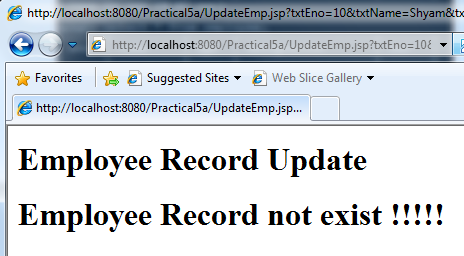 http://localhost:8080/Practical5a/UpdateEmp.jsp?txtEno=10&txtName=Shyam&tx
http://localhost:8080/Practical5a/UpdateEmp.jsp?txtEno=10&
Favorites Suggested Sites Web Slice Gallery
http://localhost:8080/Practical5a/UpdateEmp.jsp...
Employee Record Update
Employee Record not exist !!!!!